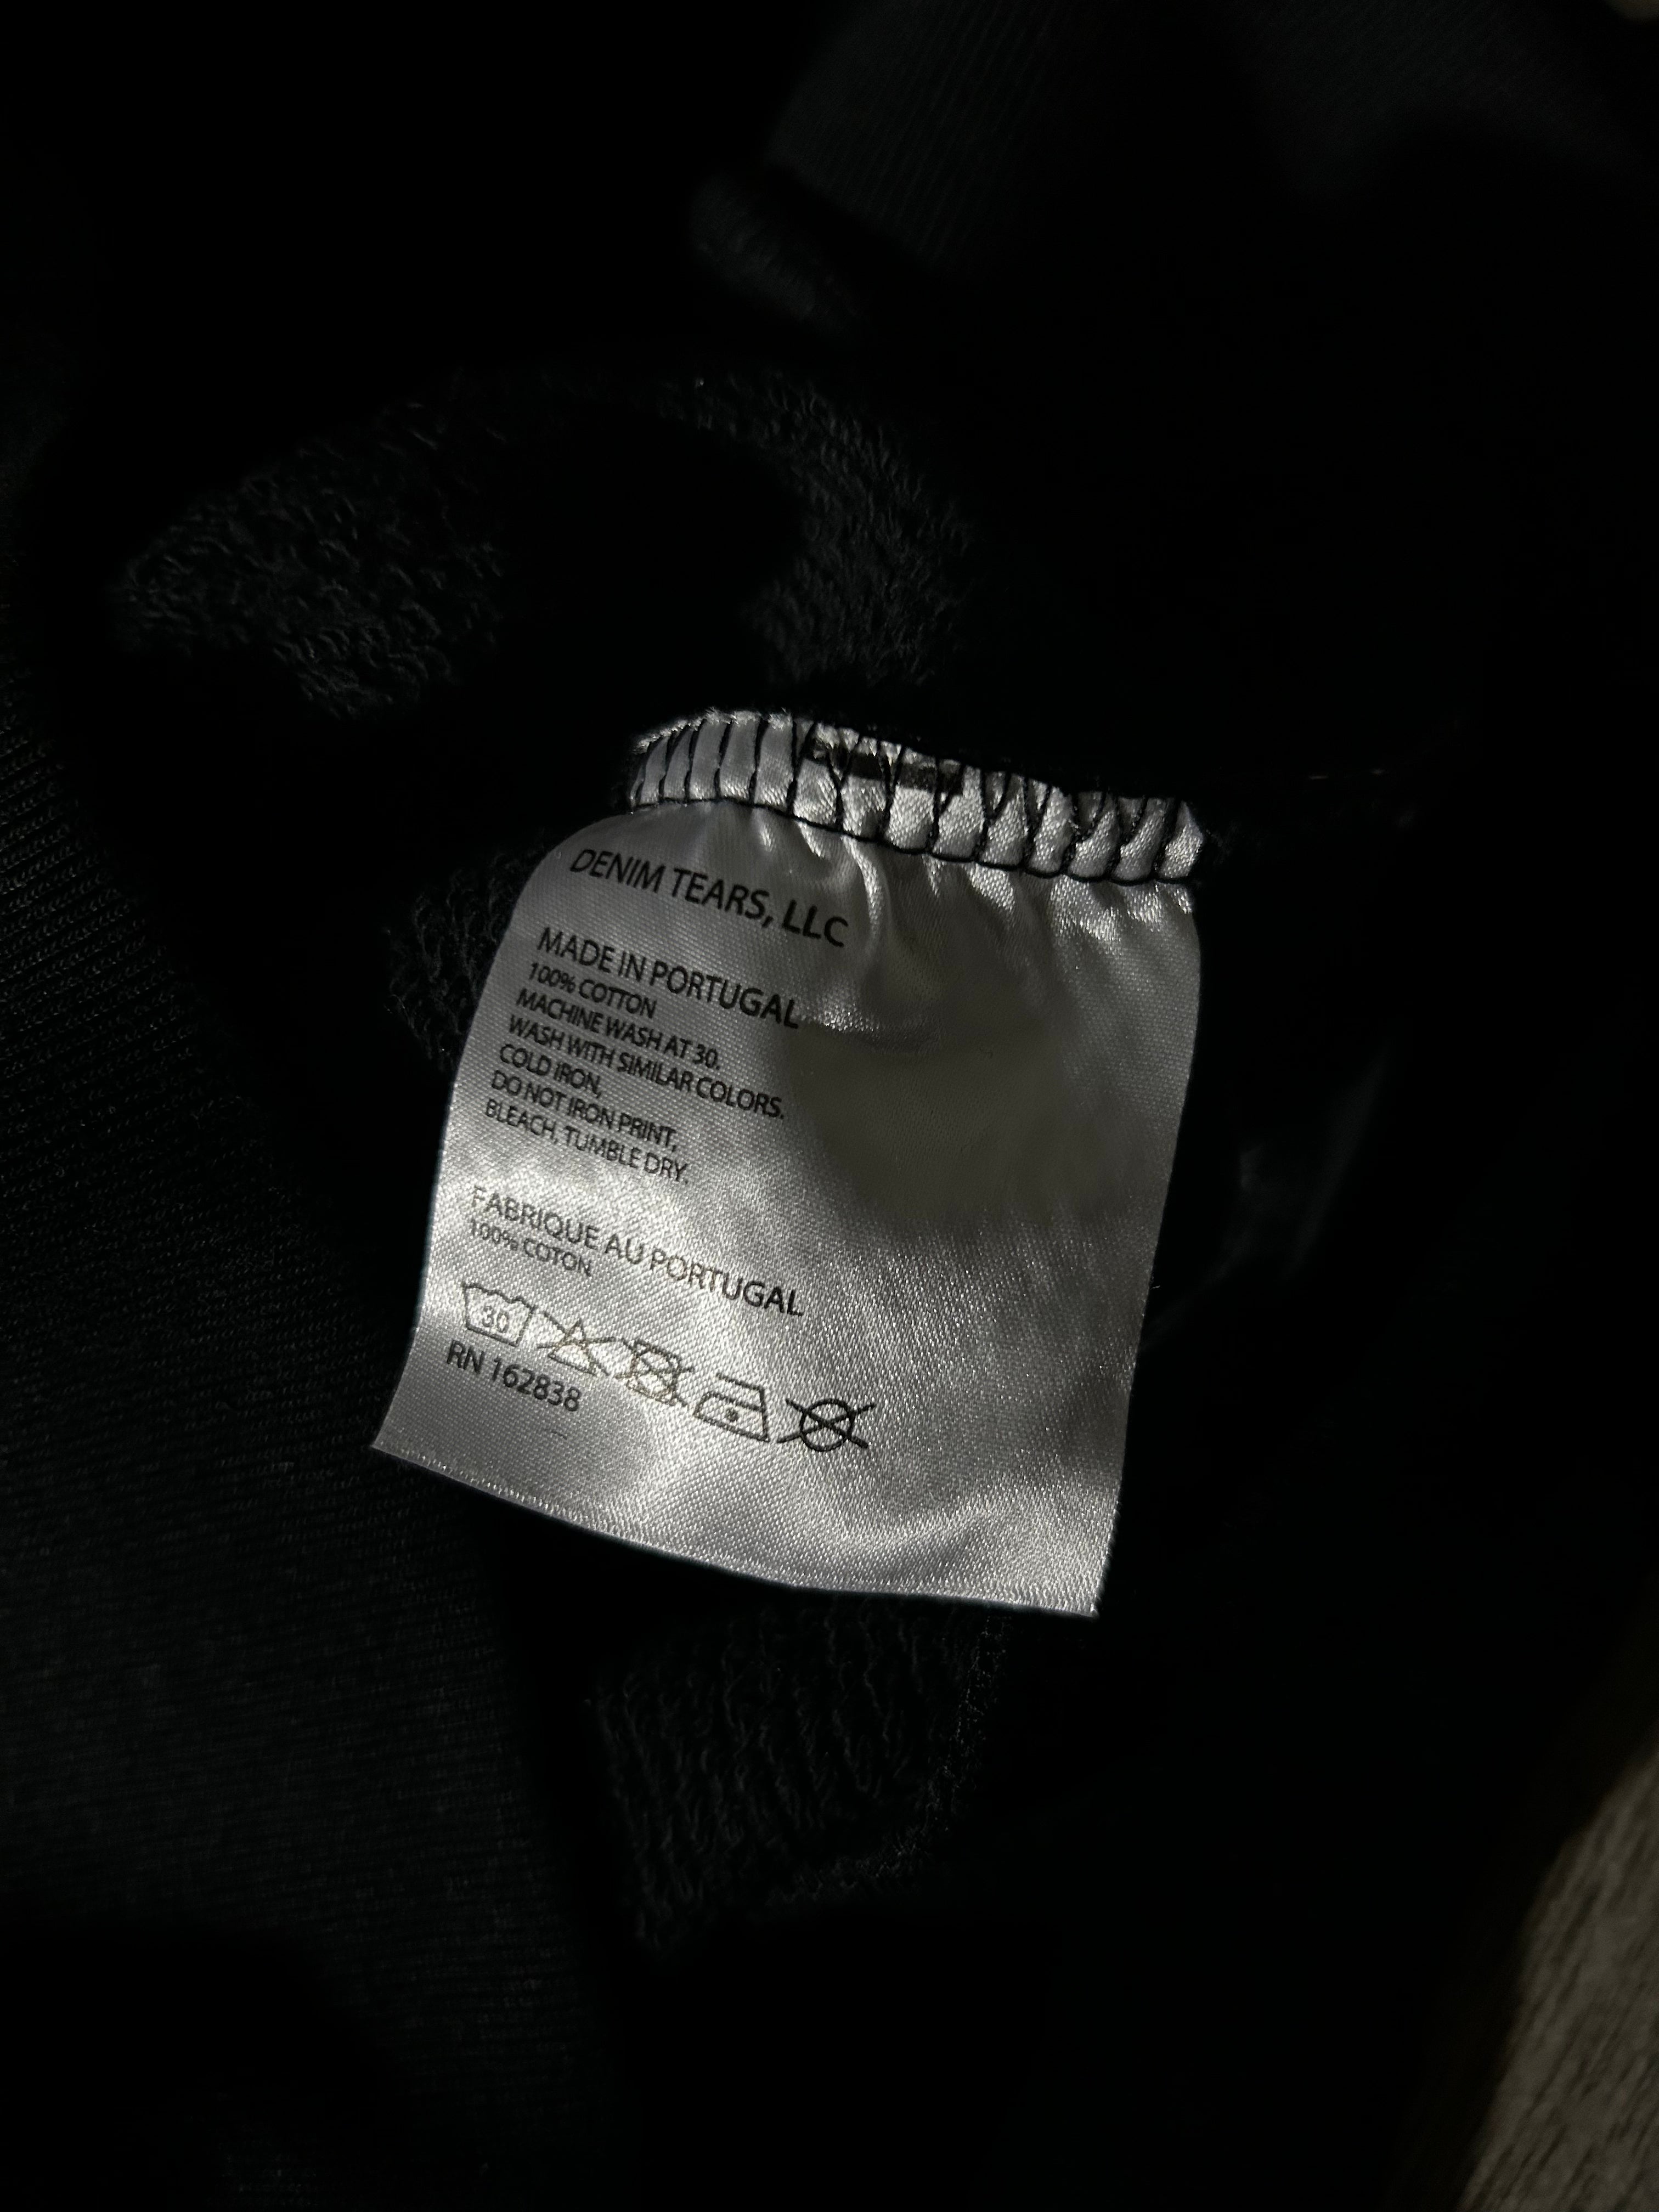 DENIM TEARS, LLC
MADE IN PORTUGAL
100% COTTON
MACHINE WASH AT 30.
WASH WITH SIMILAR COLORS.
COLD IRON,
DO NOT IRON PRINT,
BLEACH, TUMBLE DRY.
FABRIQUE AU PORTUGAL
100% COTON
30
RN 162838